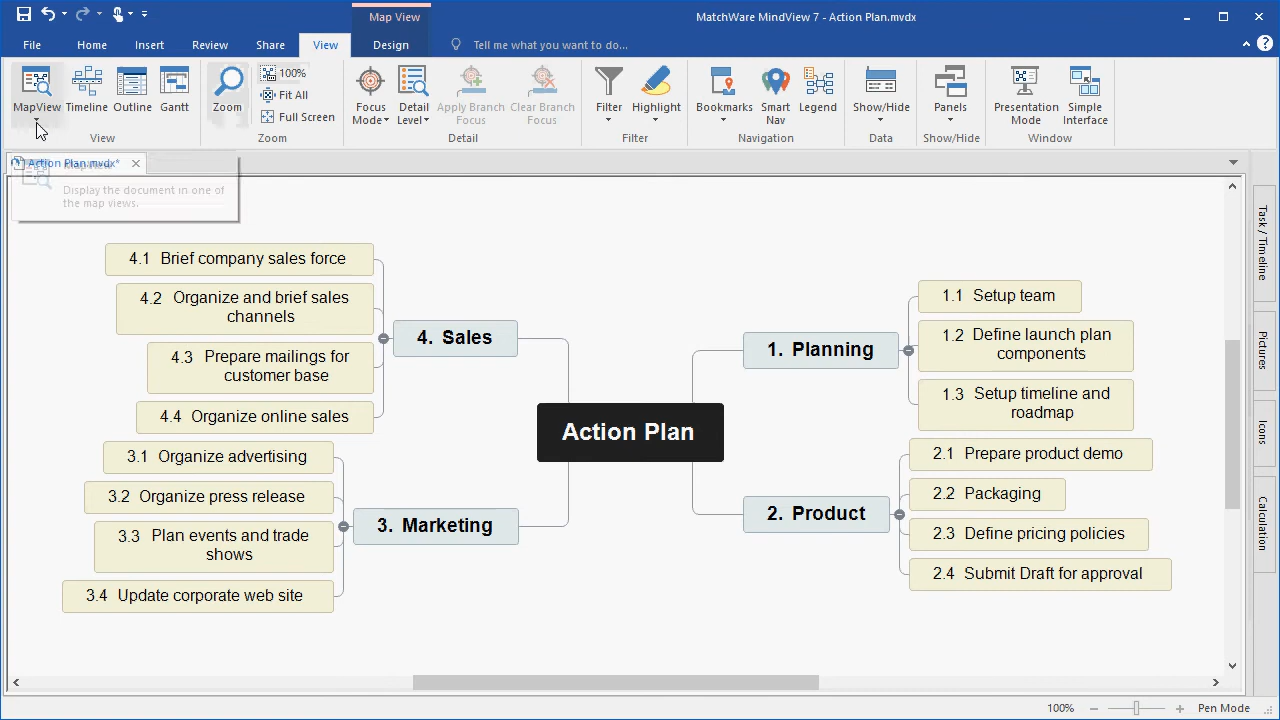 Map View
MatchWare MindView 7 - Action Plan.mvdx
File
Home
Insert
Review
Share
View
Design
Tell me what you want to do...
MapView
Timeline
Outline
Gantt
View
Zoom
100%
Fit All
Full Screen
Zoom
Focus
Mode
Detail
Level
Apply Branch
Focus
Clear Branch
Focus
Detail
Filter
Highlight
Filter
Bookmarks
Smart
Nav
Legend
Navigation
Show/Hide
Data
Panels
Show/Hide
Presentation
Mode
Simple
Interface
Window
Action Plan.mvdx*
Display the document in one of
the map views.
4.1 Brief company sales force
4.2 Organize and brief sales
channels
4.3 Prepare mailings for
customer base
4.4 Organize online sales
4. Sales
3.1 Organize advertising
3.2 Organize press release
3.3 Plan events and trade
shows
3.4 Update corporate web site
3. Marketing
Action Plan
1. Planning
1.1 Setup team
1.2 Define launch plan
components
1.3 Setup timeline and
roadmap
2. Product
2.1 Prepare product demo
2.2 Packaging
2.3 Define pricing policies
2.4 Submit Draft for approval
Task / Timeline
Pictures
Icons
Calculation
100%
Pen Mode